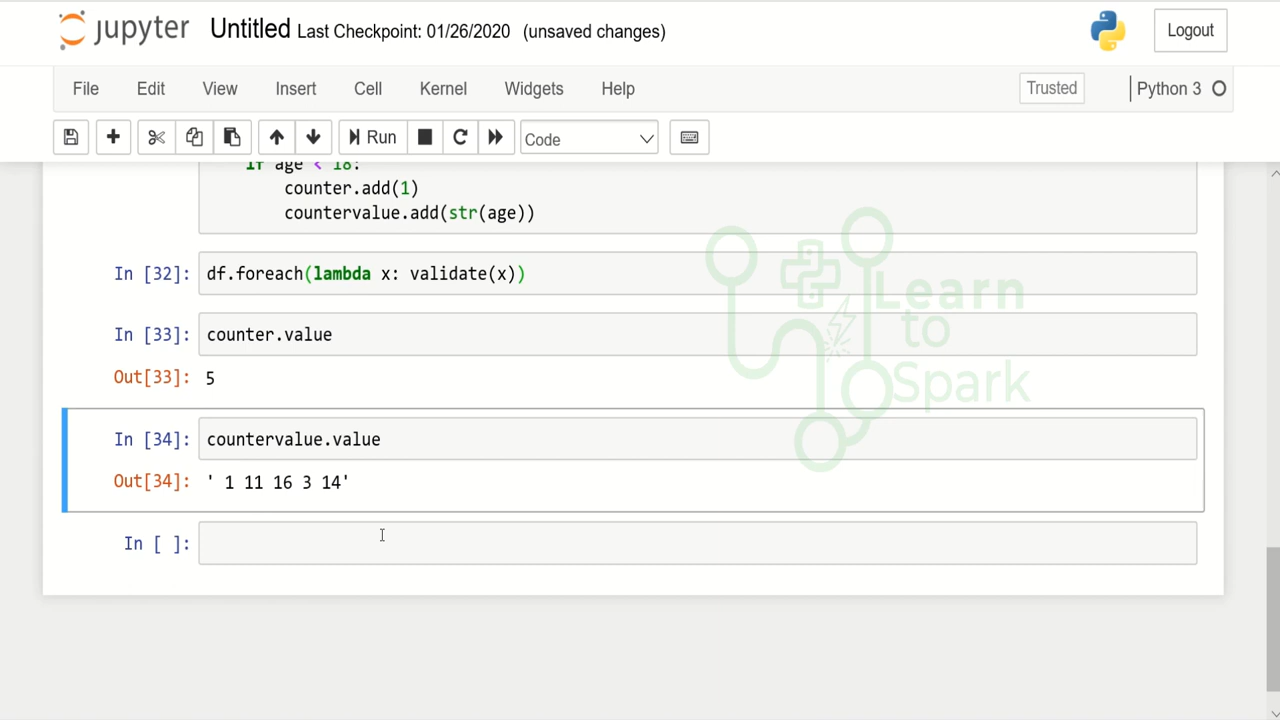 jupyter Untitled Last Checkpoint: 01/26/2020 (unsaved changes) Logout
File Edit View Insert Cell Kernel Widgets Help Trusted Python 3
Run Code
if age < 18:
counter.add(1)
countervalue.add(str(age))
In [32]: df.foreach(lambda x: validate(x))
In [33]: counter.value
Out[33]: 5
In [34]: countervalue.value
Out[34]: ' 1 11 16 3 14'
In [ ]:
Learn
to
Spark